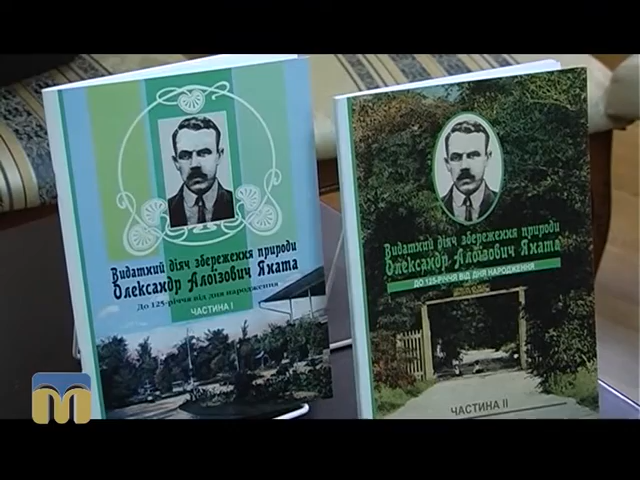 Видатний діяч збереження природи
Олександр Алоїзович Яната
До 125-річчя від дня народження
ЧАСТИНА І
Видатний діяч збереження природи
Олександр Алоїзович Яната
ДО 125-РІЧЧЯ ВІД ДНЯ НАРОДЖЕННЯ
ЧАСТИНА ІІ
М